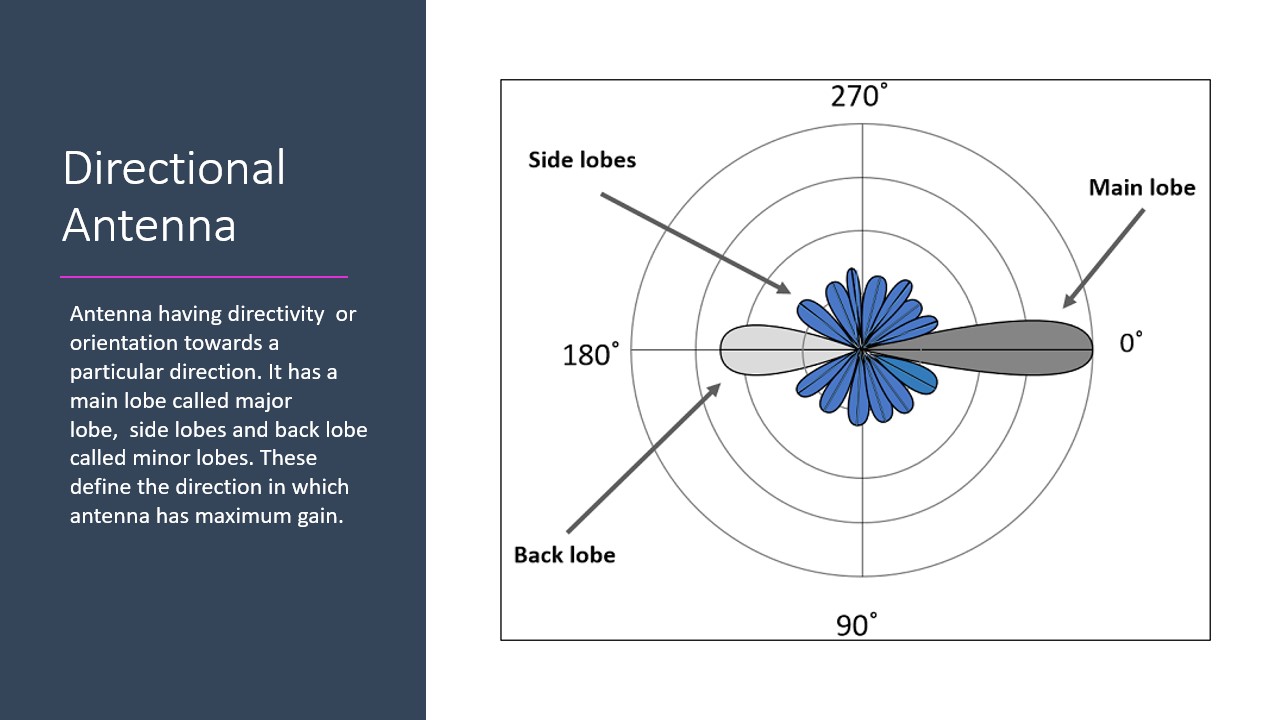 Directional
Antenna
Antenna having directivity  or
orientation towards a
particular direction. It has a
main lobe called major
lobe,  side lobes and back lobe
called minor lobes. These
define the direction in which
antenna has maximum gain.
270˚
Side lobes
Main lobe
180˚
0˚
Back lobe
90˚